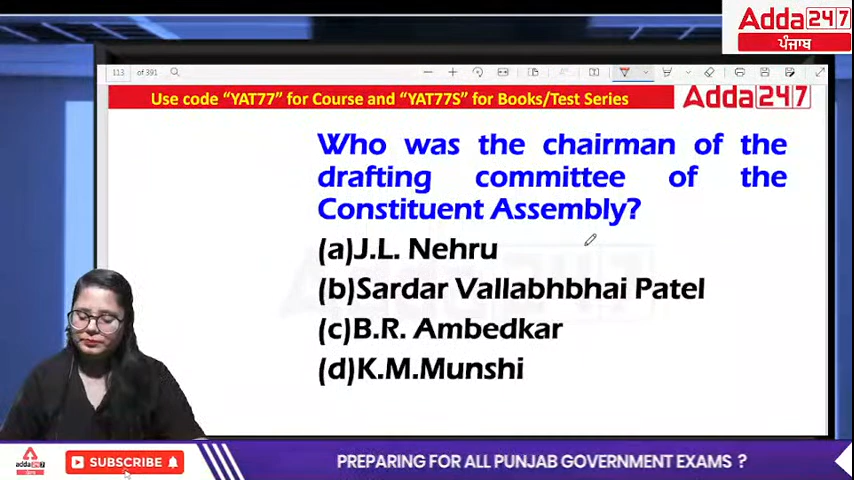 Adda247
ਪੰਜਾਬ
113 of 391
Use code “YAT77” for Course and “YAT77S” for Books/Test Series
Adda247
Who was the chairman of the
drafting committee of the
Constituent Assembly?
(a)J.L. Nehru
(b)Sardar Vallabhbhai Patel
(c)B.R. Ambedkar
(d)K.M.Munshi
adda247
SUBSCRIBE
PREPARING FOR ALL PUNJAB GOVERNMENT EXAMS ?